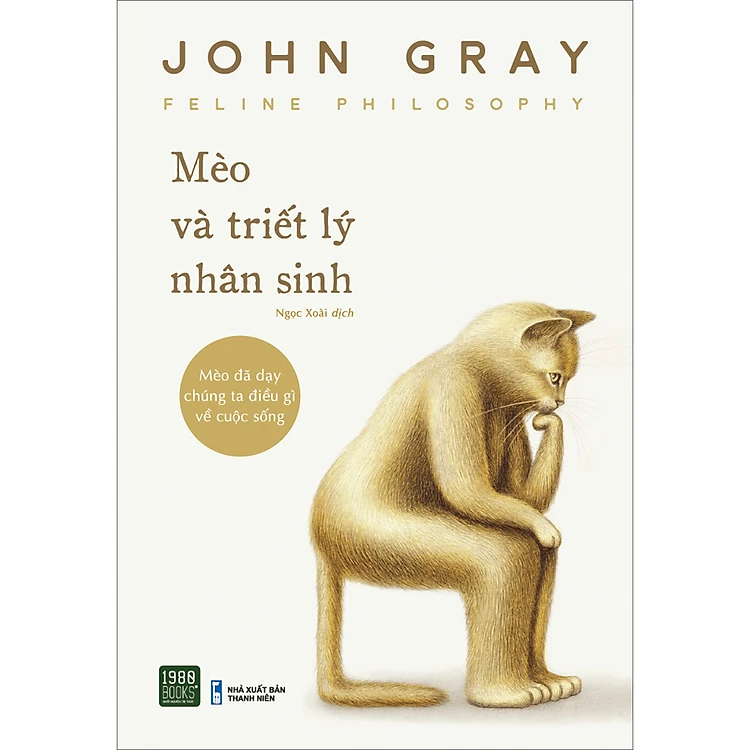 JOHN GRAY
FELINE PHILOSOPHY
Mèo
và triết lý
nhân sinh
Ngọc Xoài dịch
Mèo đã dạy
chúng ta điều gì
về cuộc sống
1980
BOOKS
NHÀ XUẤT BẢN
THANH NIÊN